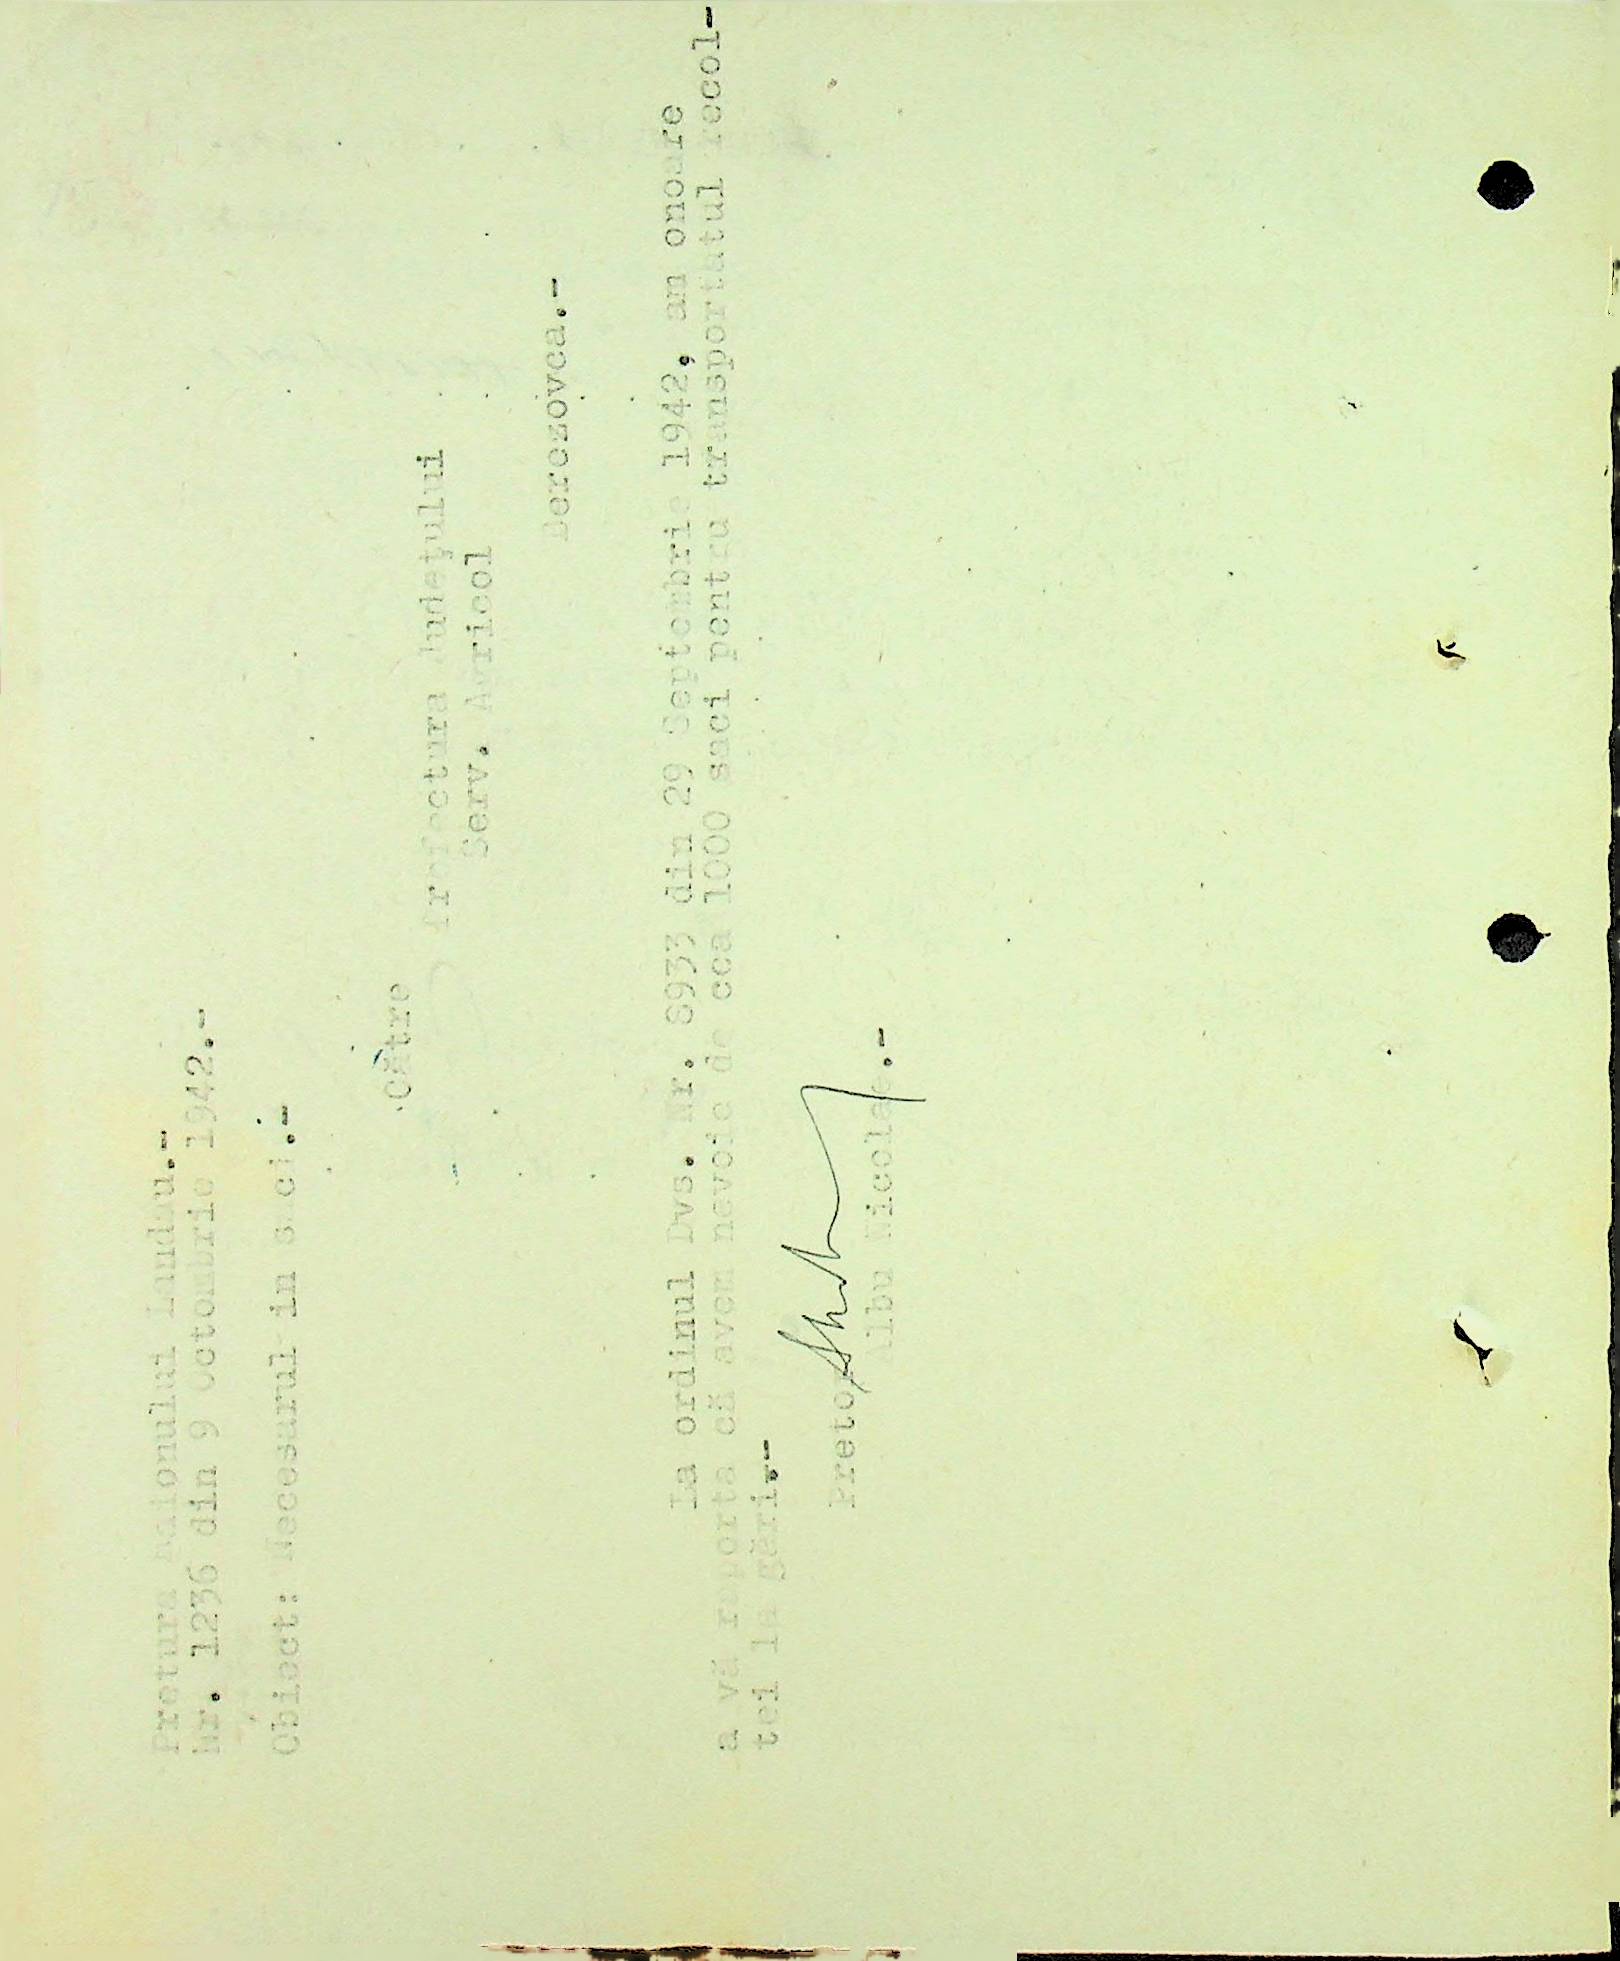 Pretura Raionului Landau.-
Nr. 1236 din 9 Octombrie 1942.-
Obiect: Necesarul in saci.-
Către
Prefectura Judeţului
Serv. Agricol
Berezovca.-
La ordinul Dvs. Nr. 8933 din 29 Septembrie 1942, am onoare
a vă raporta că avem nevoie de cca 1000 saci pentru transportatul recol-
tei la gări.-
Pretor
Albu Nicolae.-